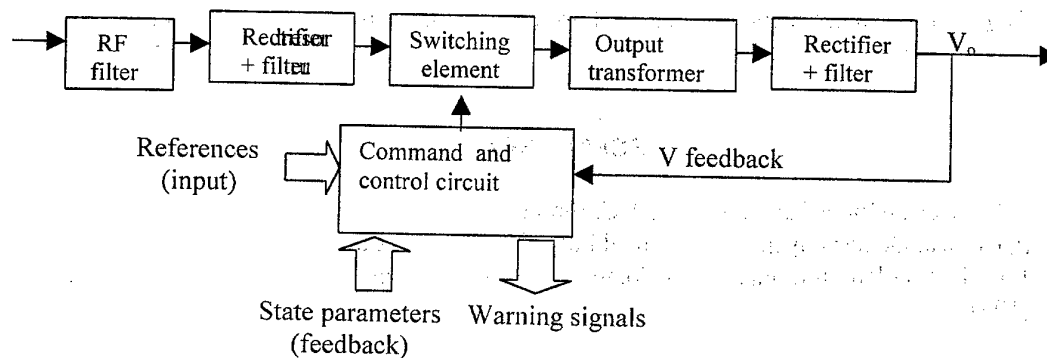 RF
filter
+ filter
Switching
element
Output
transformer
Rectifier
+ filter
Vo
References
(input)
Command and
control circuit
V feedback
State parameters
(feedback)
Warning signals